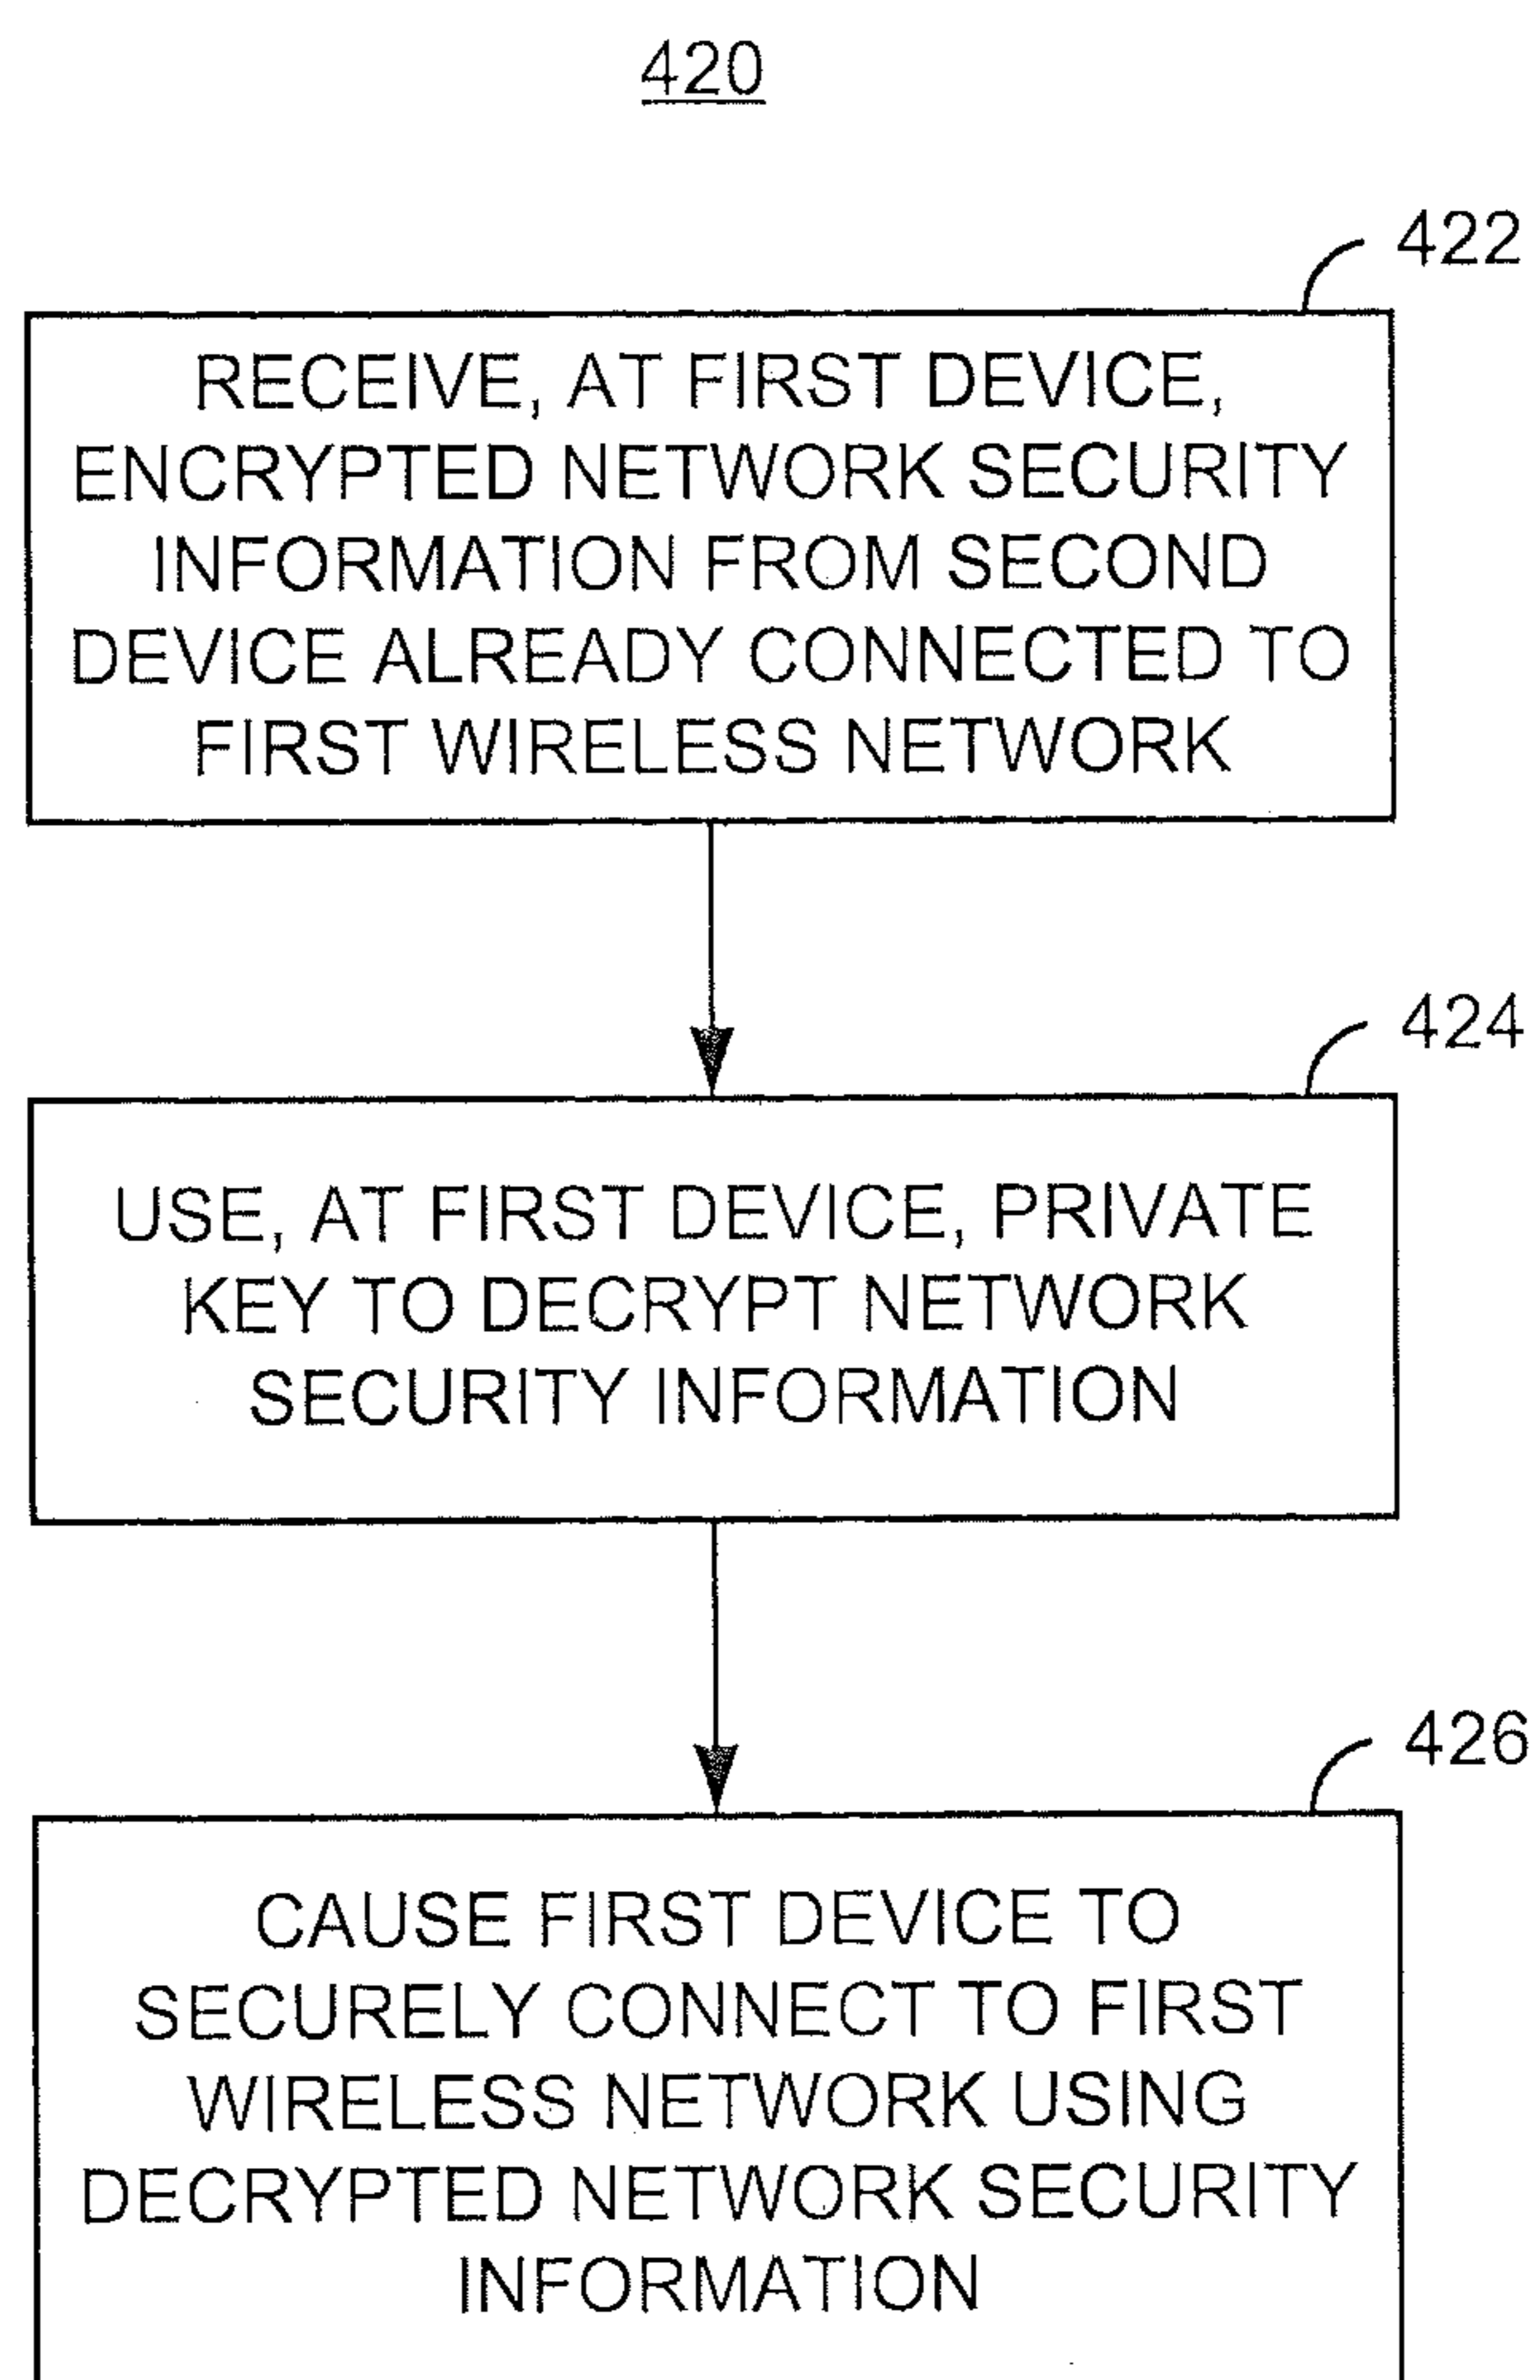 420
422
RECEIVE, AT FIRST DEVICE,
ENCRYPTED NETWORK SECURITY
INFORMATION FROM SECOND
DEVICE ALREADY CONNECTED TO
FIRST WIRELESS NETWORK
424
USE, AT FIRST DEVICE, PRIVATE
KEY TO DECRYPT NETWORK
SECURITY INFORMATION
426
CAUSE FIRST DEVICE TO
SECURELY CONNECT TO FIRST
WIRELESS NETWORK USING
DECRYPTED NETWORK SECURITY
INFORMATION